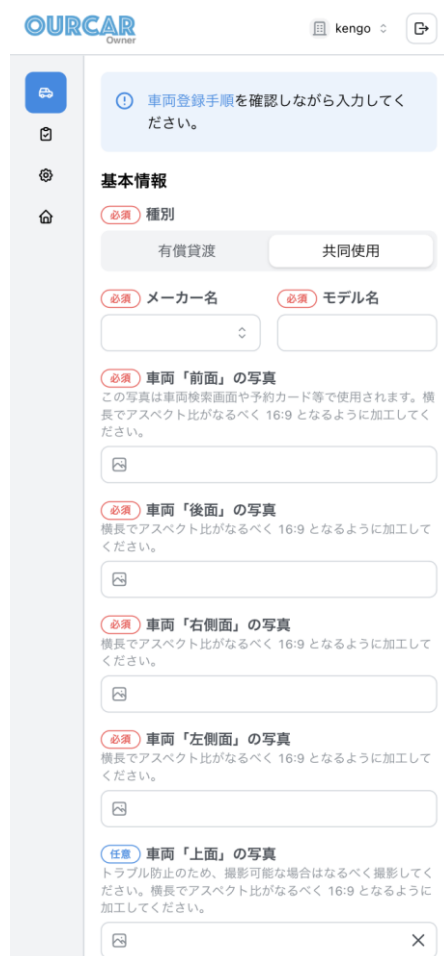 OURCAR
Owner
kengo
車両登録手順を確認しながら入力してく
ださい。
基本情報
必須 種別
有償貸渡 共同使用
必須 メーカー名 必須 モデル名
必須 車両「前面」の写真
この写真は車両検索画面や予約カード等で使用されます。横
長でアスペクト比がなるべく 16:9 となるように加工してく
ださい。
必須 車両「後面」の写真
横長でアスペクト比がなるべく 16:9 となるように加工して
ください。
必須 車両「右側面」の写真
横長でアスペクト比がなるべく 16:9 となるように加工して
ください。
必須 車両「左側面」の写真
横長でアスペクト比がなるべく 16:9 となるように加工して
ください。
任意 車両「上面」の写真
トラブル防止のため、撮影可能な場合はなるべく撮影してく
ださい。横長でアスペクト比がなるべく 16:9 となるように
加工してください。